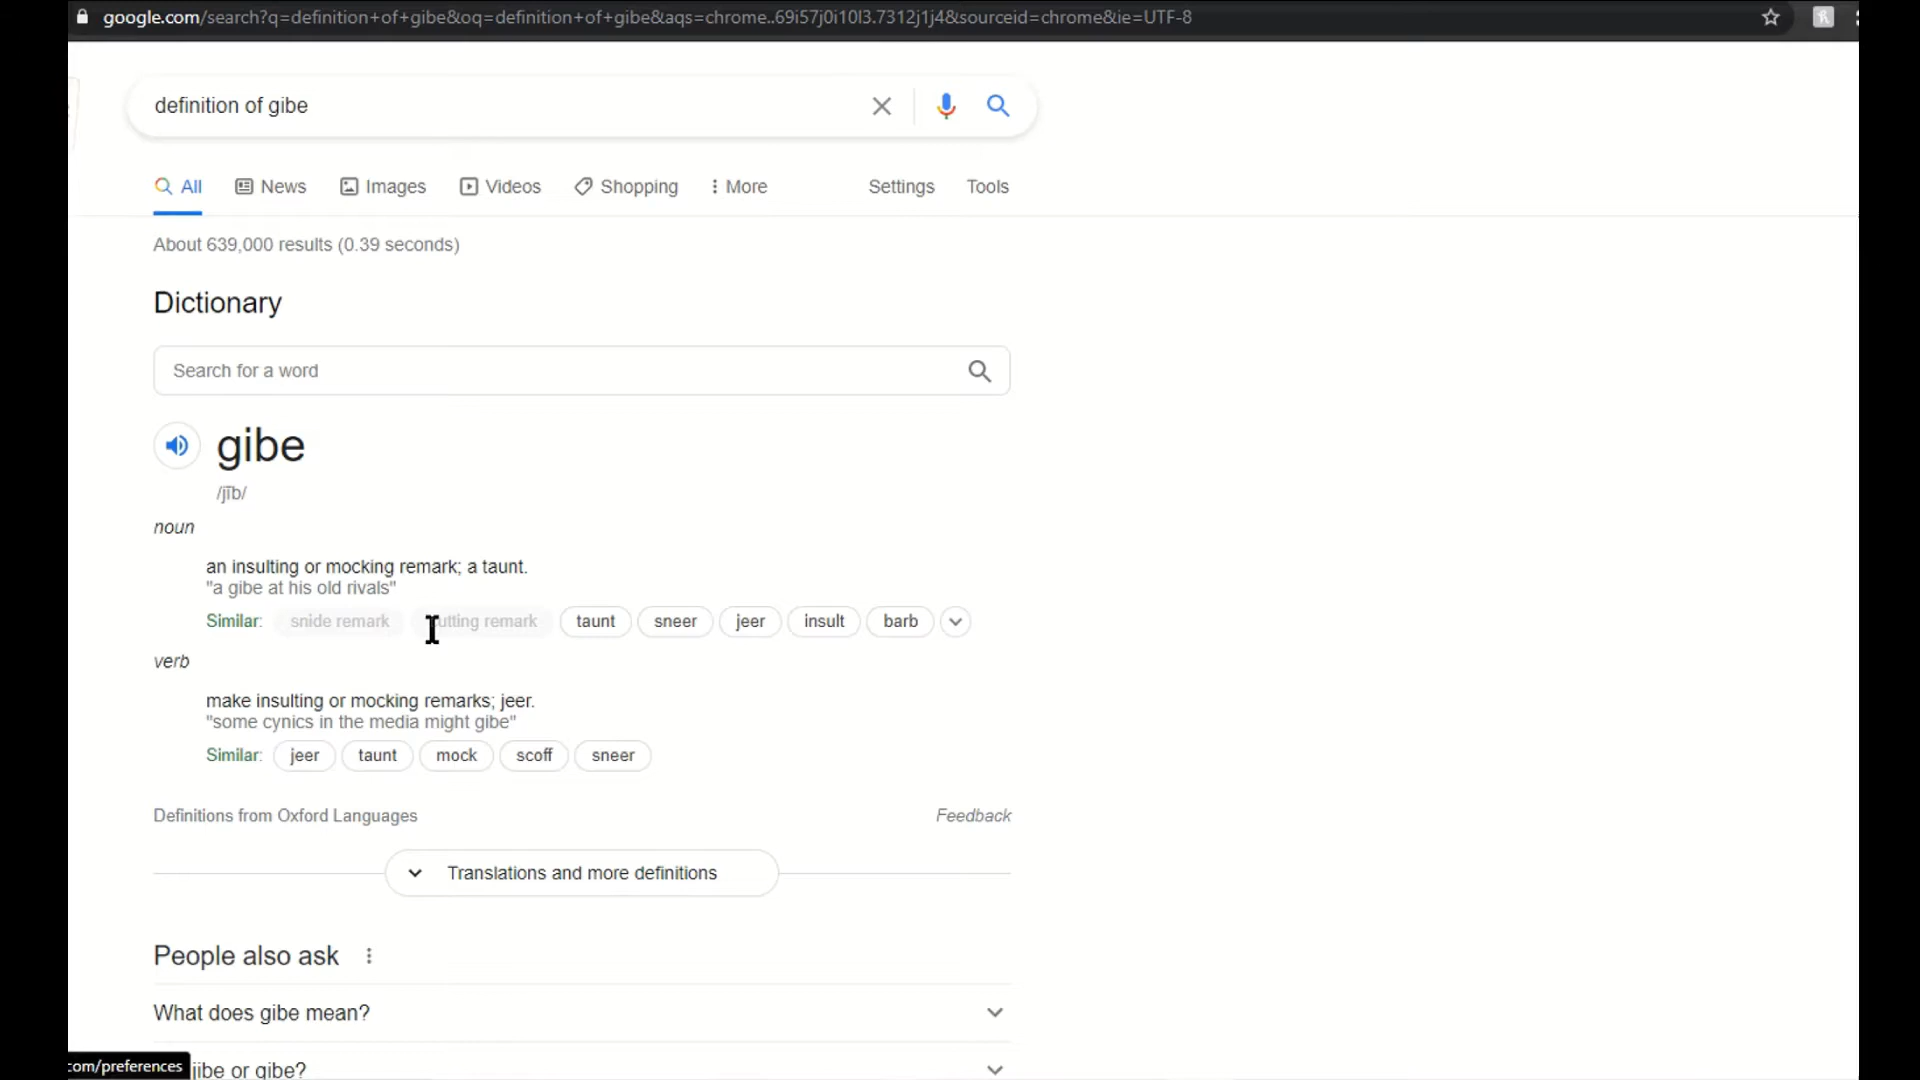 google.com/search?q=definition+of+gibe&oq=definition+of+gibe&aqs=chrome..69i57j0i10l3.7312j1j4&sourceid=chrome&ie=UTF-8
definition of gibe
All News Images Videos Shopping More Settings Tools
About 639,000 results (0.39 seconds)
Dictionary
Search for a word
gibe
/jīb/
noun
an insulting or mocking remark; a taunt.
"a gibe at his old rivals"
Similar: snide remark cutting remark taunt sneer jeer insult barb
verb
make insulting or mocking remarks; jeer.
"some cynics in the media might gibe"
Similar: jeer taunt mock scoff sneer
Definitions from Oxford Languages Feedback
Translations and more definitions
People also ask
What does gibe mean?
com/preferences jibe or gibe?